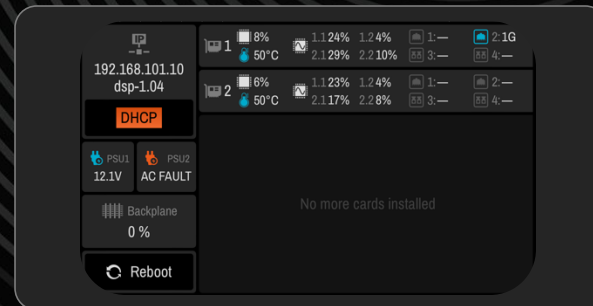 IP
192.168.101.10
dsp-1.04
DHCP
PSU1
12.1V
PSU2
AC FAULT
Backplane
0 %
Reboot
1 8% 1.1 24% 1.2 4% 1:— 2:1G
50°C 2.1 29% 2.2 10% 3:— 4:—
2 6% 1.1 23% 1.2 4% 1:— 2:—
50°C 2.1 17% 2.2 8% 3:— 4:—
No more cards installed